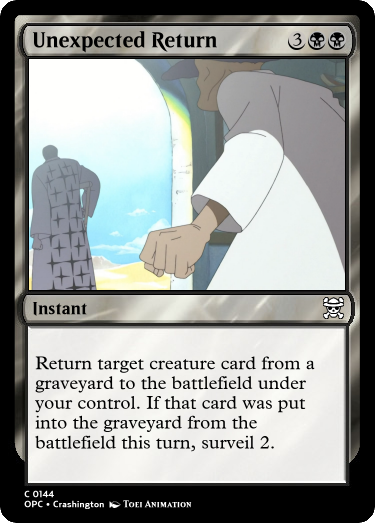 Unexpected Return 3
Instant
Return target creature card from a
graveyard to the battlefield under
your control. If that card was put
into the graveyard from the
battlefield this turn, surveil 2.
C 0144
OPC • Crashington TOEI ANIMATION